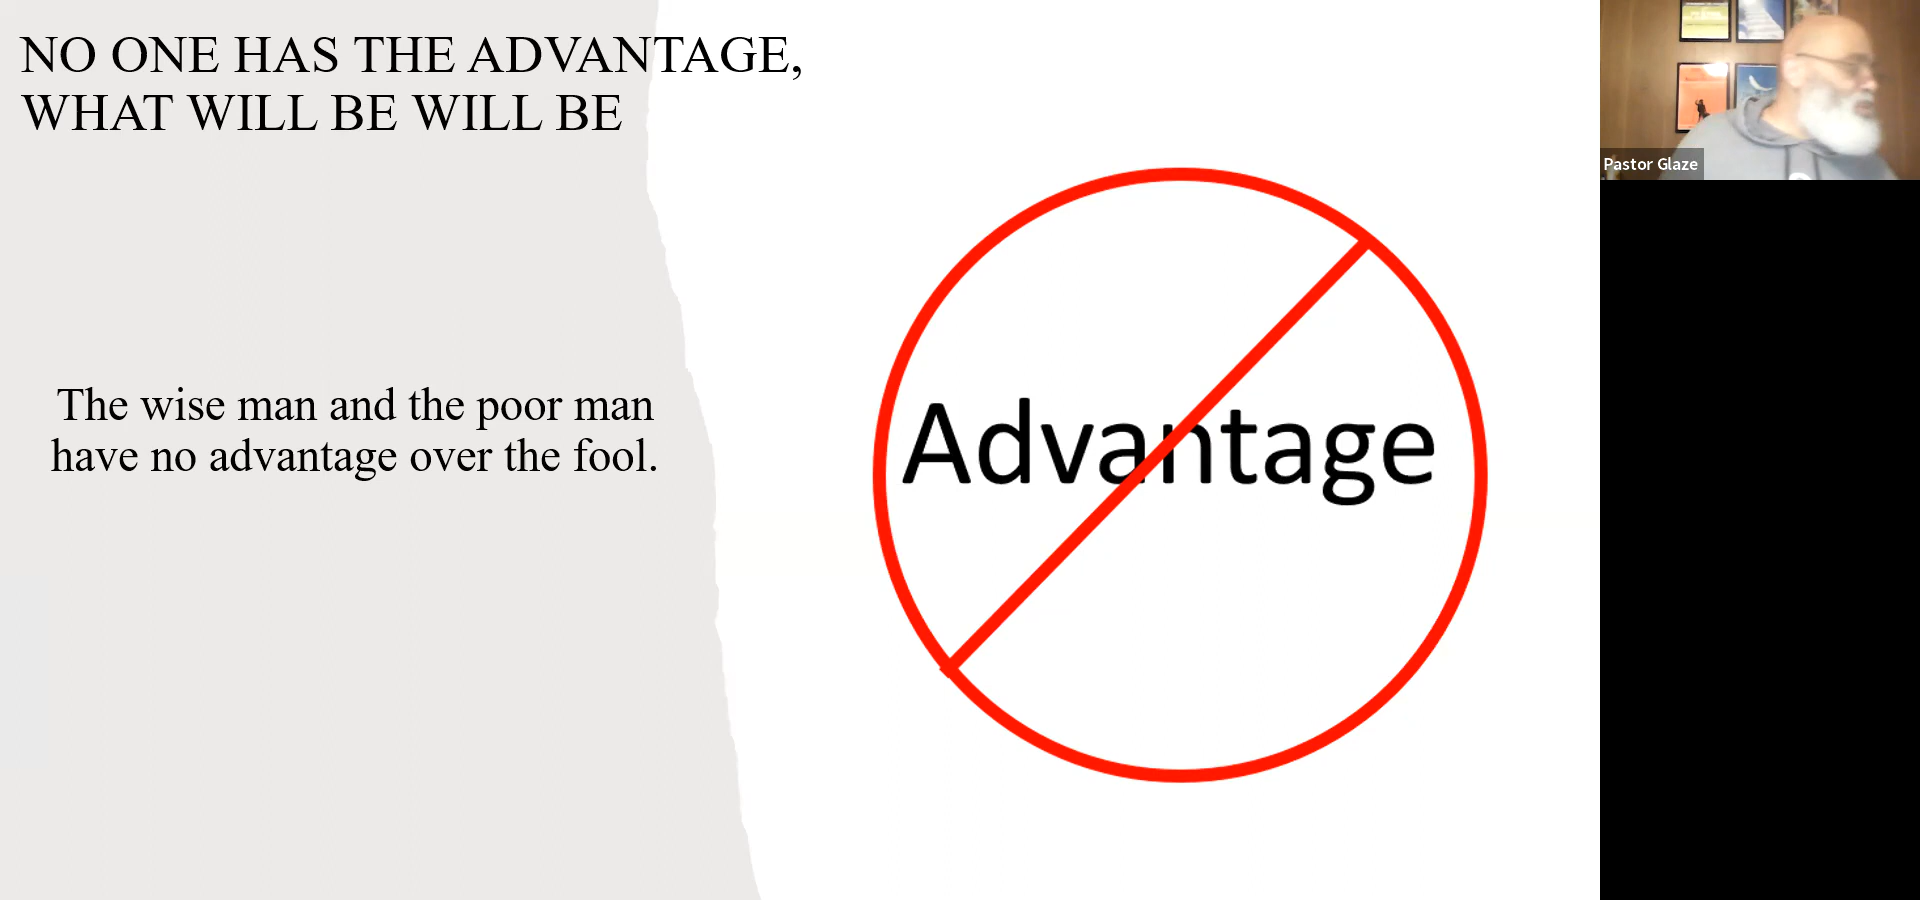 NO ONE HAS THE ADVANTAGE,
WHAT WILL BE WILL BE
The wise man and the poor man
have no advantage over the fool.
Advantage
Pastor Glaze